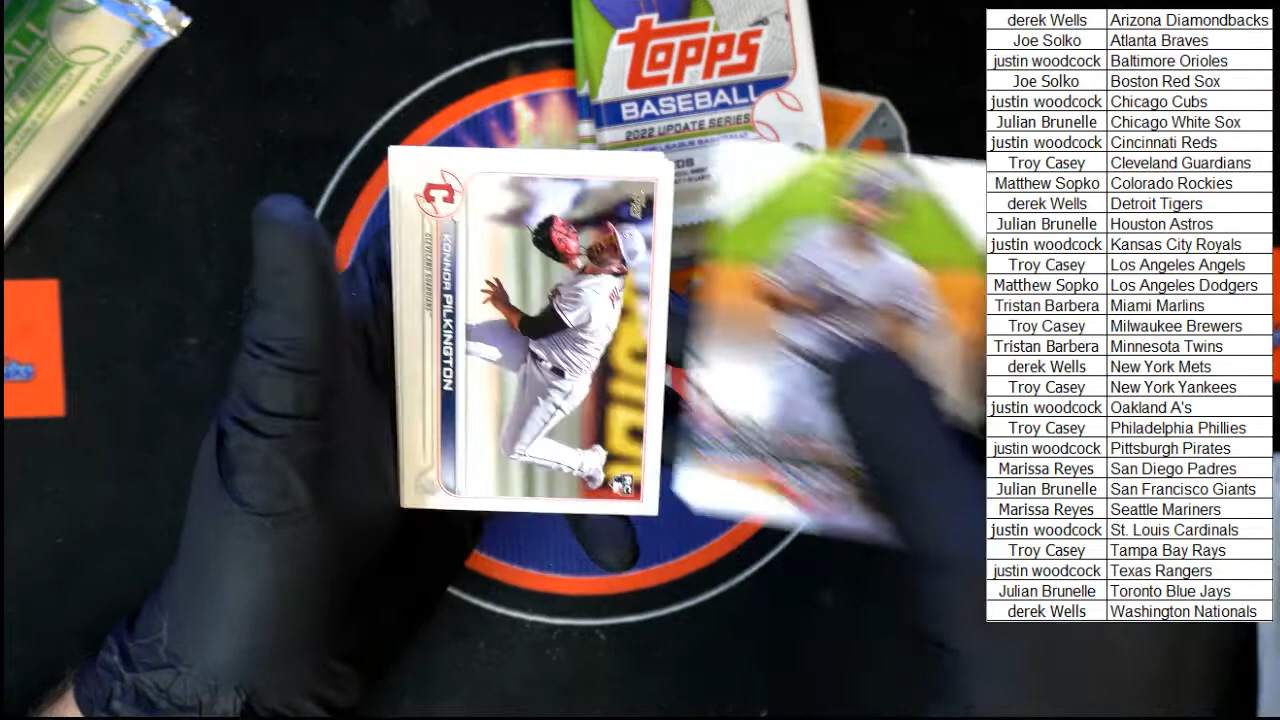 TOPPS
BASEBALL
2022 UPDATE SERIES
C
KONNOR PILKINGTON
CLEVELAND GUARDIANS
RC
derek Wells Arizona Diamondbacks
Joe Solko Atlanta Braves
justin woodcock Baltimore Orioles
Joe Solko Boston Red Sox
justin woodcock Chicago Cubs
Julian Brunelle Chicago White Sox
justin woodcock Cincinnati Reds
Troy Casey Cleveland Guardians
Matthew Sopko Colorado Rockies
derek Wells Detroit Tigers
Julian Brunelle Houston Astros
justin woodcock Kansas City Royals
Troy Casey Los Angeles Angels
Matthew Sopko Los Angeles Dodgers
Tristan Barbera Miami Marlins
Troy Casey Milwaukee Brewers
Tristan Barbera Minnesota Twins
derek Wells New York Mets
Troy Casey New York Yankees
justin woodcock Oakland A's
Troy Casey Philadelphia Phillies
justin woodcock Pittsburgh Pirates
Marissa Reyes San Diego Padres
Julian Brunelle San Francisco Giants
Marissa Reyes Seattle Mariners
justin woodcock St. Louis Cardinals
Troy Casey Tampa Bay Rays
justin woodcock Texas Rangers
Julian Brunelle Toronto Blue Jays
derek Wells Washington Nationals